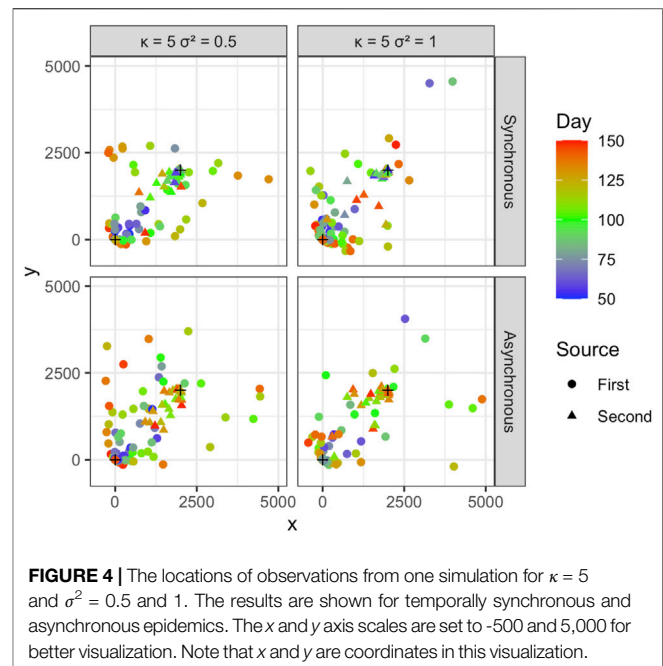 κ = 5 σ² = 0.5
κ = 5 σ² = 1
5000
2500
0
Synchronous
5000
2500
0
Asynchronous
y
0
2500
5000
0
2500
5000
x
Day
150
125
100
75
50
Source
First
Second
FIGURE 4 | The locations of observations from one simulation for κ = 5
and σ² = 0.5 and 1. The results are shown for temporally synchronous and
asynchronous epidemics. The x and y axis scales are set to -500 and 5,000 for
better visualization. Note that x and y are coordinates in this visualization.